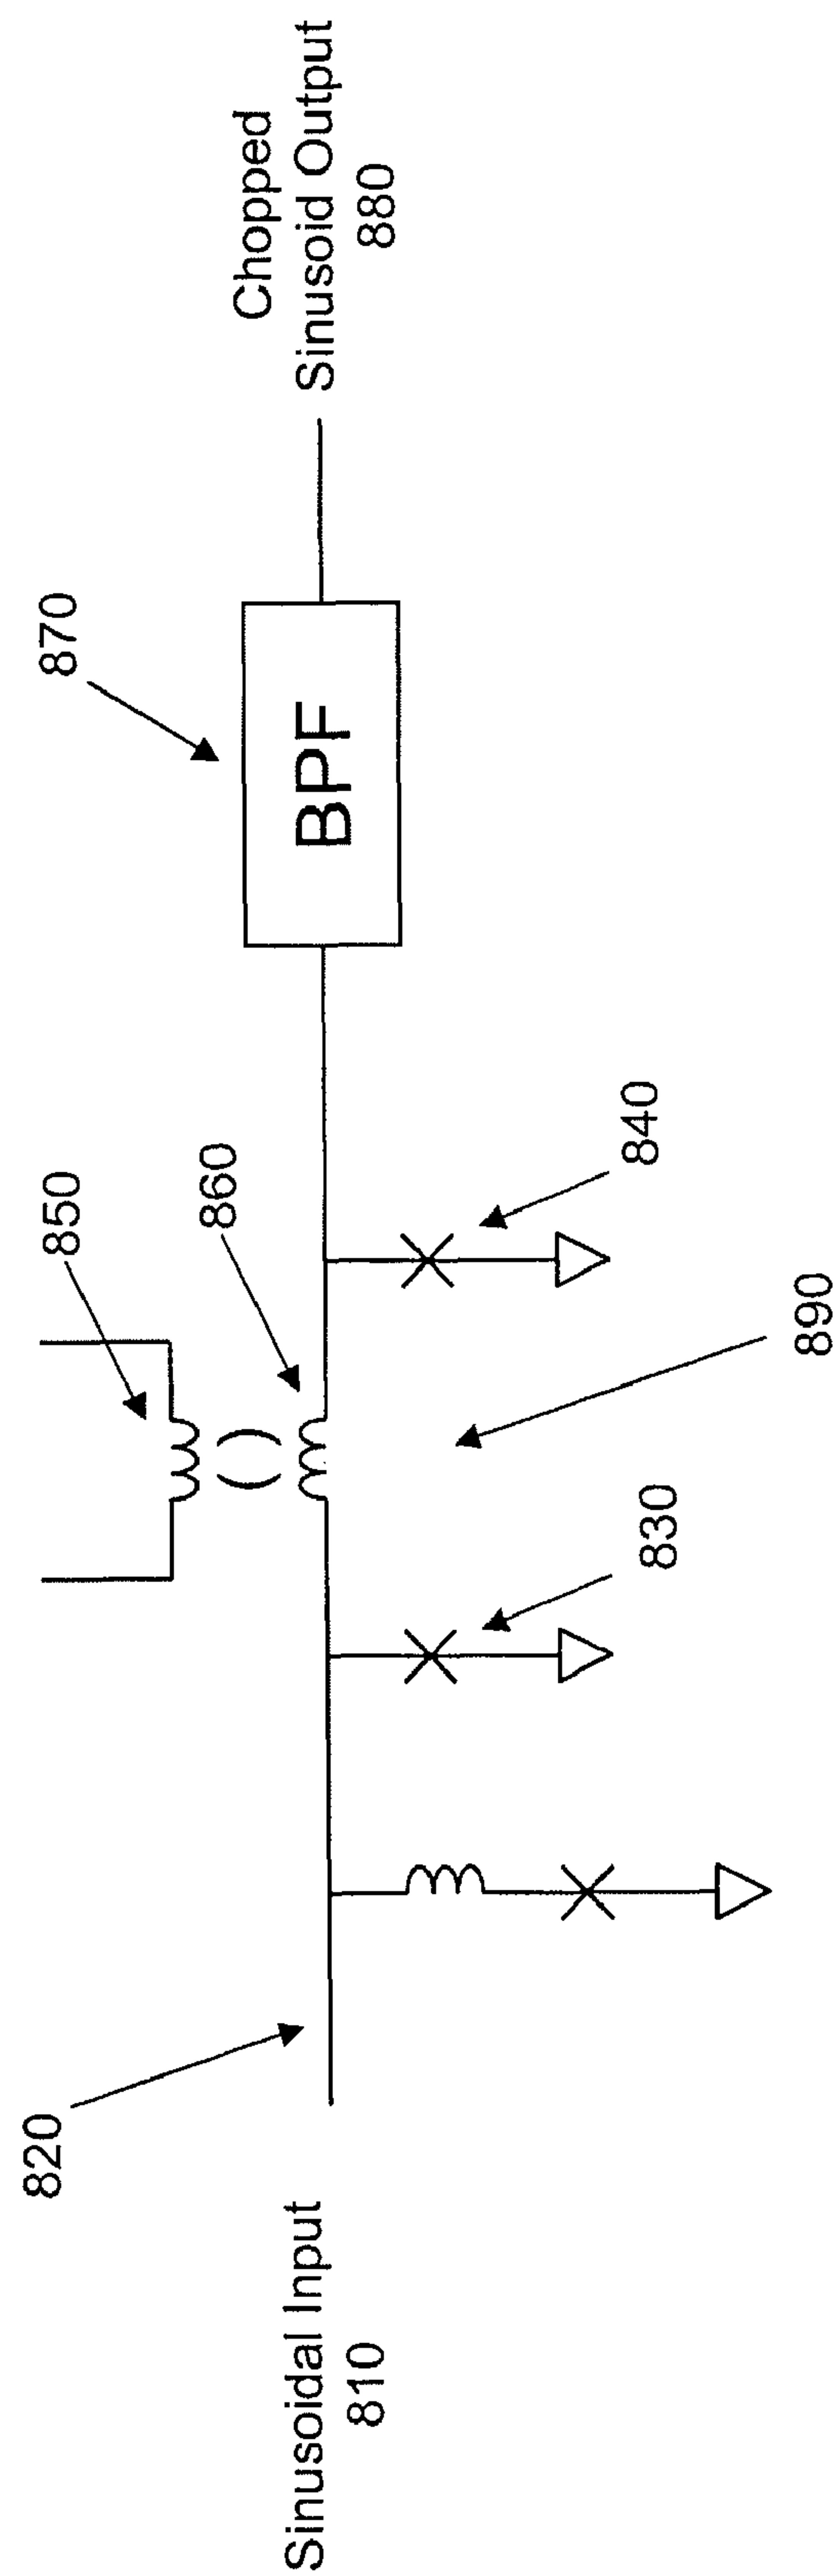 Sinusoidal Input
810
820
830
840
850
860
890
BPF
870
Chopped
Sinusoid Output
880